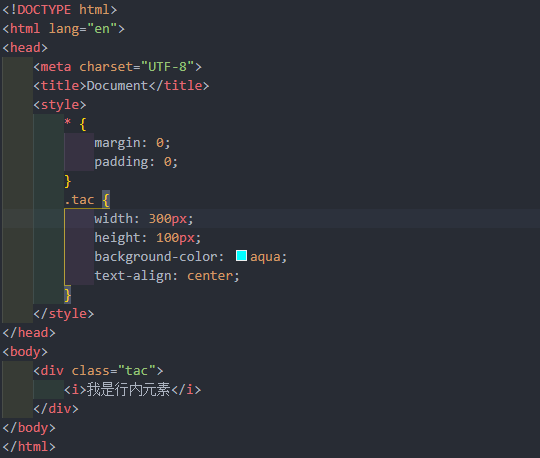 <!DOCTYPE html>
<html lang="en">
<head>
    <meta charset="UTF-8">
    <title>Document</title>
    <style>
        * {
            margin: 0;
            padding: 0;
        }
        .tac {
            width: 300px;
            height: 100px;
            background-color: aqua;
            text-align: center;
        }
    </style>
</head>
<body>
    <div class="tac">
        <i>我是行内元素</i>
    </div>
</body>
</html>